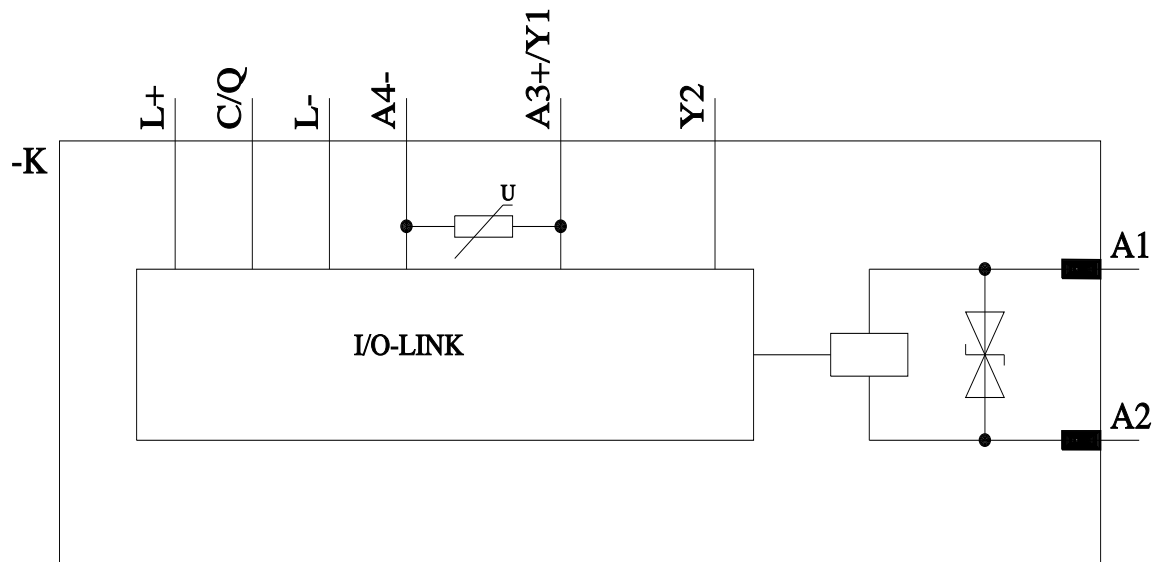 L+
C/Q
L-
A4-
A3+/Y1
Y2
-K
U
A1
I/O-LINK
A2